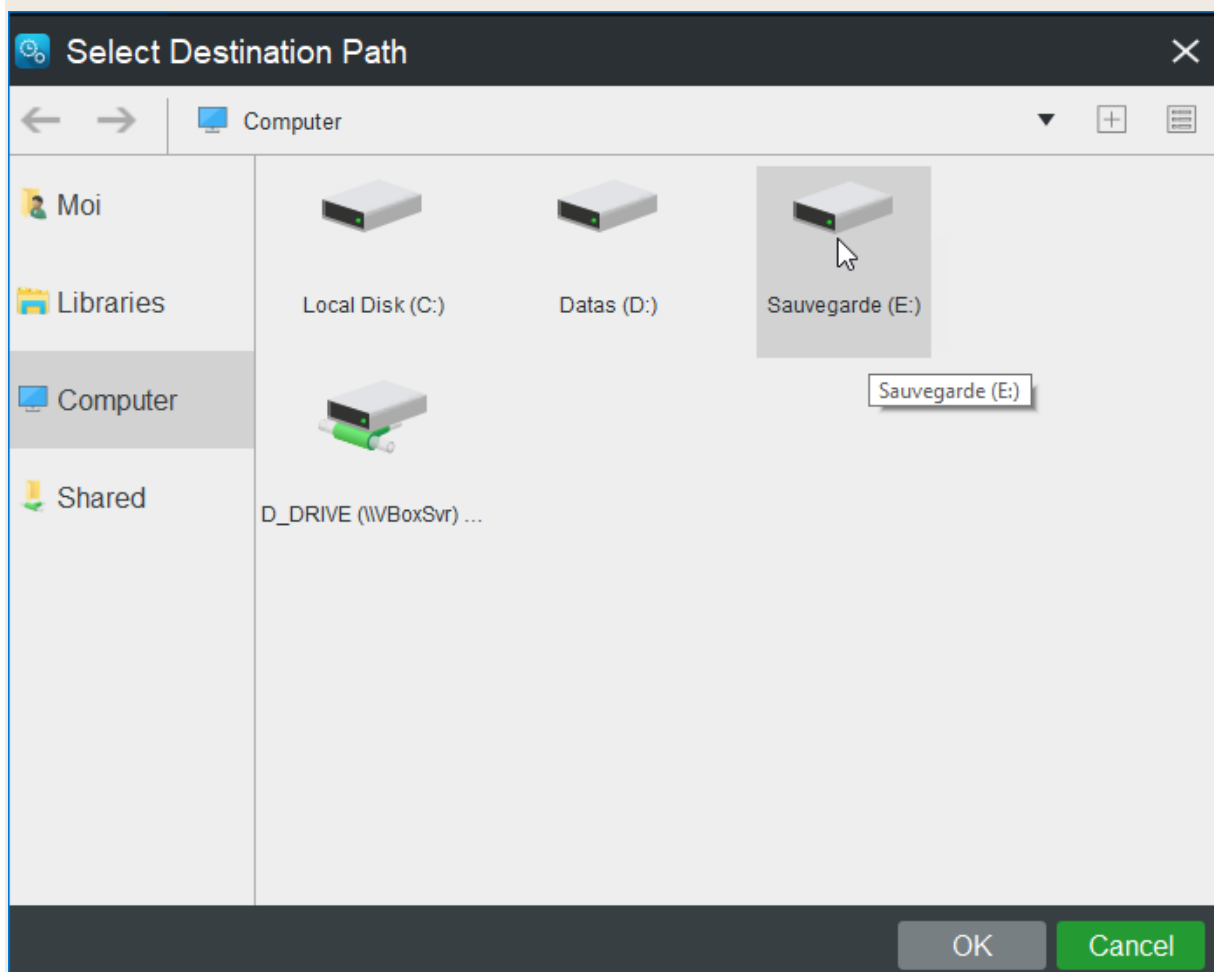 Select Destination Path
Computer
Moi
Libraries
Computer
Shared
Local Disk (C:)
Datas (D:)
Sauvegarde (E:)
Sauvegarde (E:)
D_DRIVE (\\VBoxSvr) ...
OK
Cancel